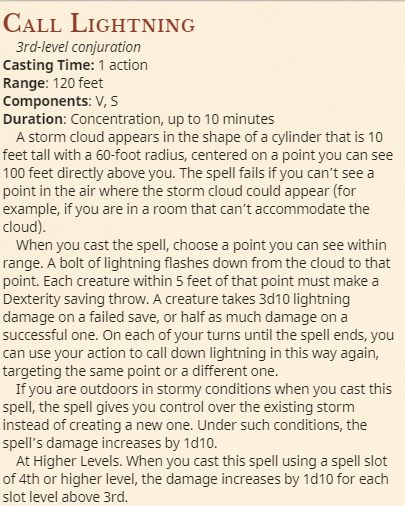 Call Lightning
3rd-level conjuration
Casting Time: 1 action
Range: 120 feet
Components: V, S
Duration: Concentration, up to 10 minutes
A storm cloud appears in the shape of a cylinder that is 10
feet tall with a 60-foot radius, centered on a point you can see
100 feet directly above you. The spell fails if you can't see a
point in the air where the storm cloud could appear (for
example, if you are in a room that can't accommodate the
cloud).
When you cast the spell, choose a point you can see within
range. A bolt of lightning flashes down from the cloud to that
point. Each creature within 5 feet of that point must make a
Dexterity saving throw. A creature takes 3d10 lightning
damage on a failed save, or half as much damage on a
successful one. On each of your turns until the spell ends, you
can use your action to call down lightning in this way again,
targeting the same point or a different one.
If you are outdoors in stormy conditions when you cast this
spell, the spell gives you control over the existing storm
instead of creating a new one. Under such conditions, the
spell's damage increases by 1d10.
At Higher Levels. When you cast this spell using a spell slot
of 4th or higher level, the damage increases by 1d10 for each
slot level above 3rd.